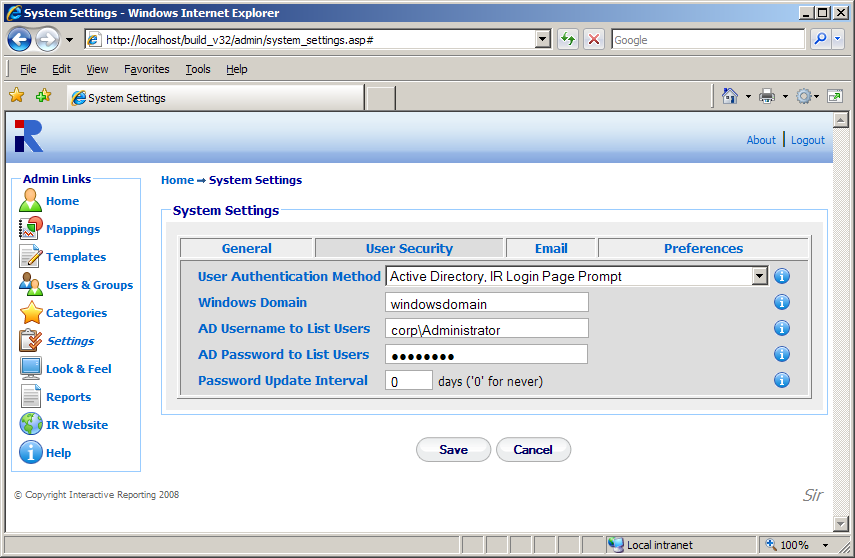 System Settings - Windows Internet Explorer
http://localhost/build_v32/admin/system_settings.asp#
Google
File Edit View Favorites Tools Help
System Settings
R
About Logout
Admin Links
Home
Mappings
Templates
Users & Groups
Categories
Settings
Look & Feel
Reports
IR Website
Help
Home → System Settings
System Settings
General User Security Email Preferences
User Authentication Method Active Directory, IR Login Page Prompt
Windows Domain windowsdomain
AD Username to List Users corp\Administrator
AD Password to List Users ●●●●●●●●
Password Update Interval 0 days ('0' for never)
Save Cancel
© Copyright Interactive Reporting 2008
Sir
Local intranet 100%